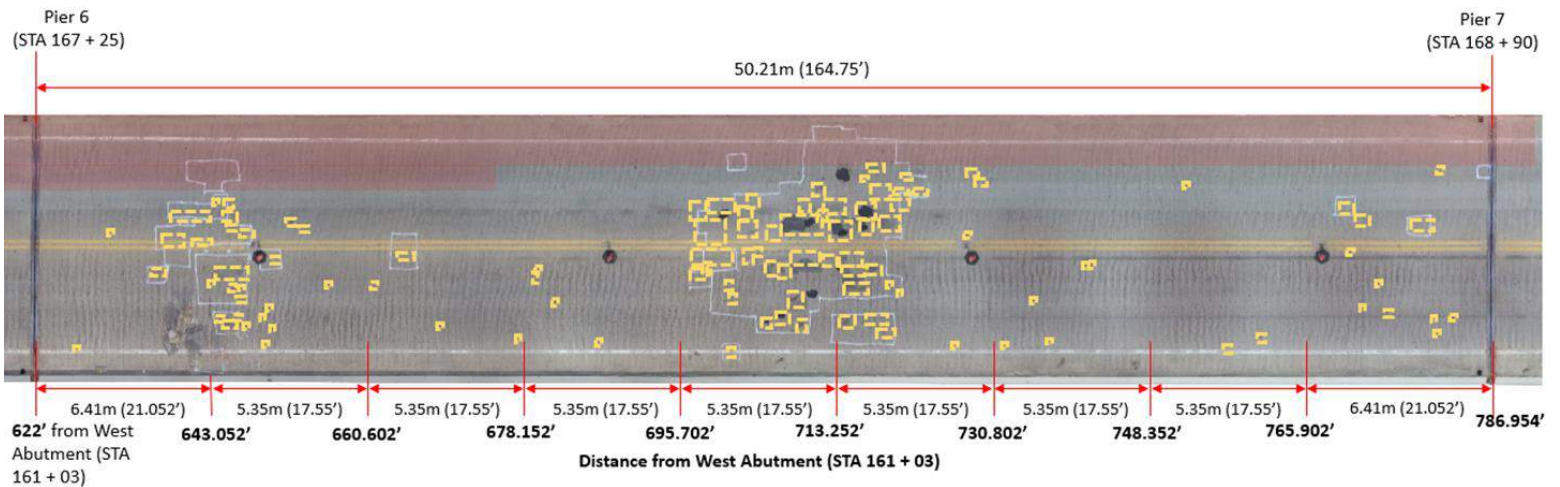 Pier 6
(STA 167 + 25)
Pier 7
(STA 168 + 90)
50.21m (164.75’)
6.41m (21.052’)
5.35m (17.55’)
5.35m (17.55’)
5.35m (17.55’)
5.35m (17.55’)
5.35m (17.55’)
5.35m (17.55’)
5.35m (17.55’)
6.41m (21.052’)
622’ from West
Abutment (STA
161 + 03)
643.052’
660.602’
678.152’
695.702’
713.252’
730.802’
748.352’
765.902’
786.954’
Distance from West Abutment (STA 161 + 03)